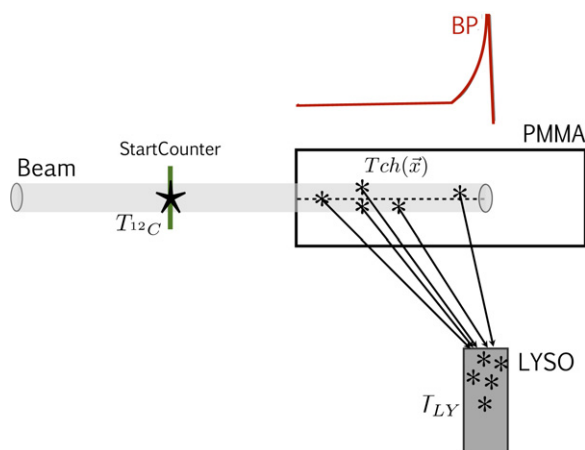 BP
PMMA
StartCounter
Tch(x⃗)
Beam
T₁₂C
LYSO
T_LY